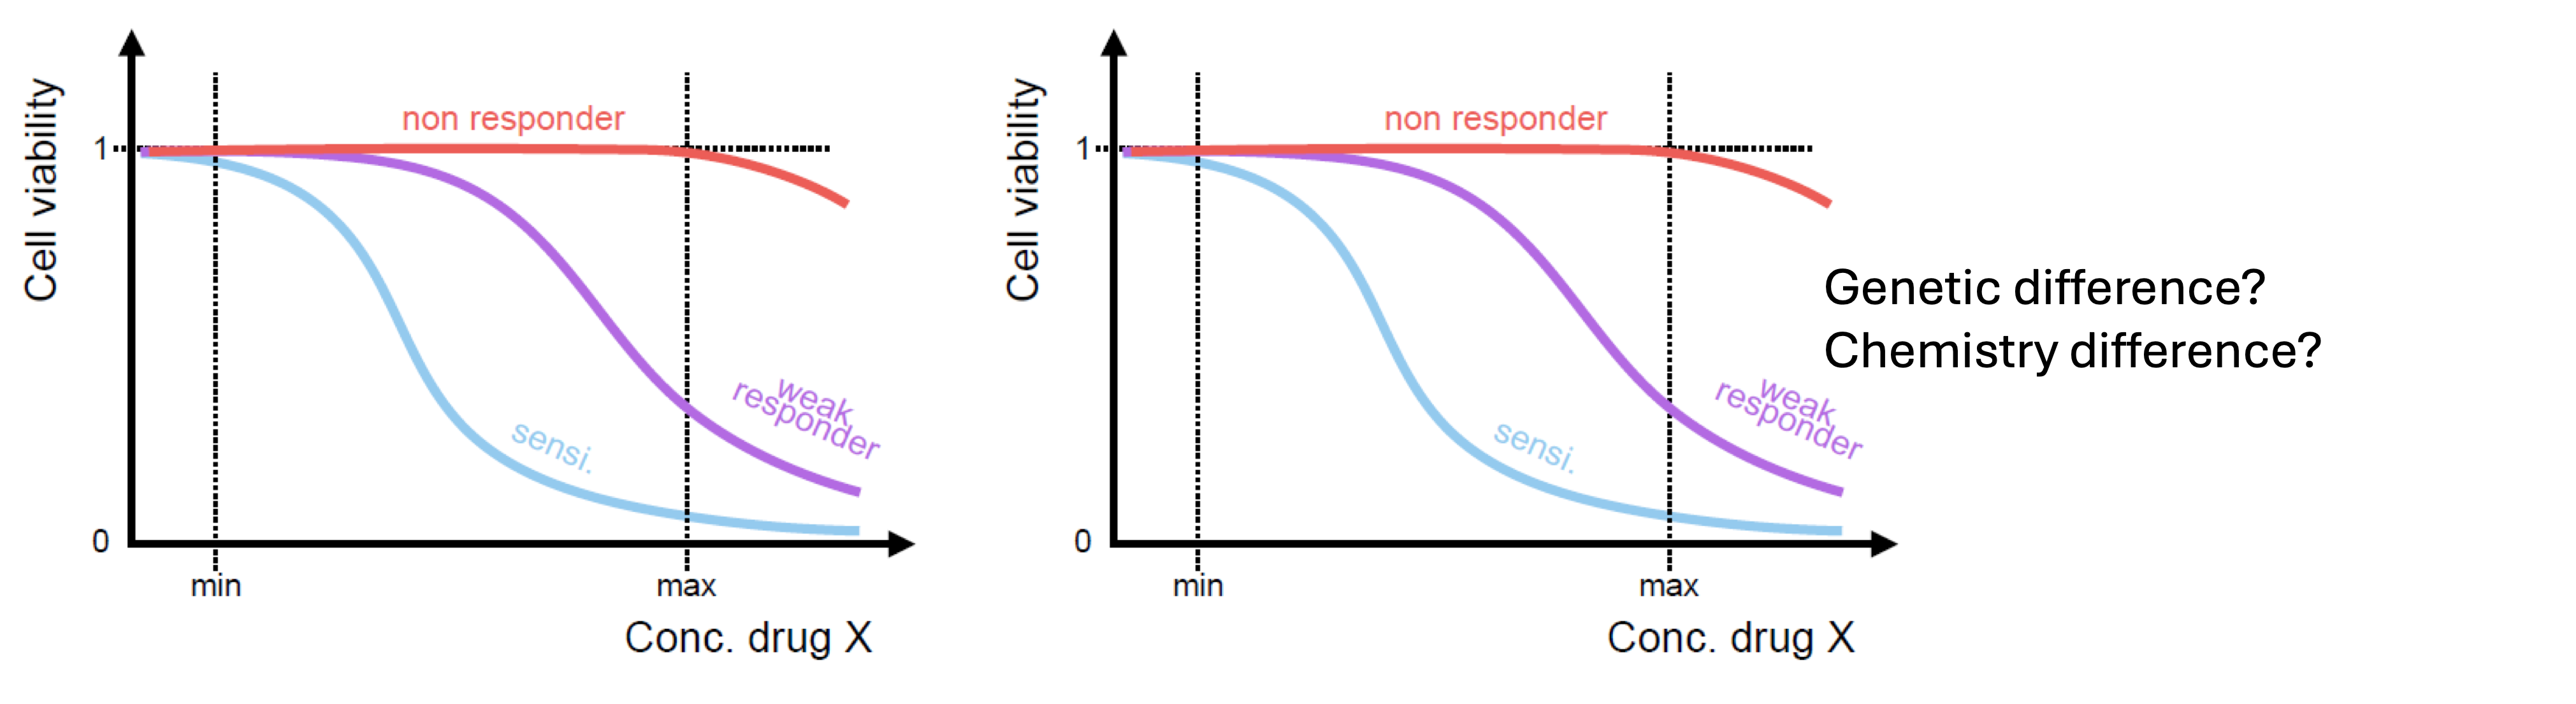 Cell viability
1
0
non responder
weak
responder
sensi.
min
max
Conc. drug X
Cell viability
1
0
non responder
weak
responder
sensi.
min
max
Conc. drug X
Genetic difference?
Chemistry difference?